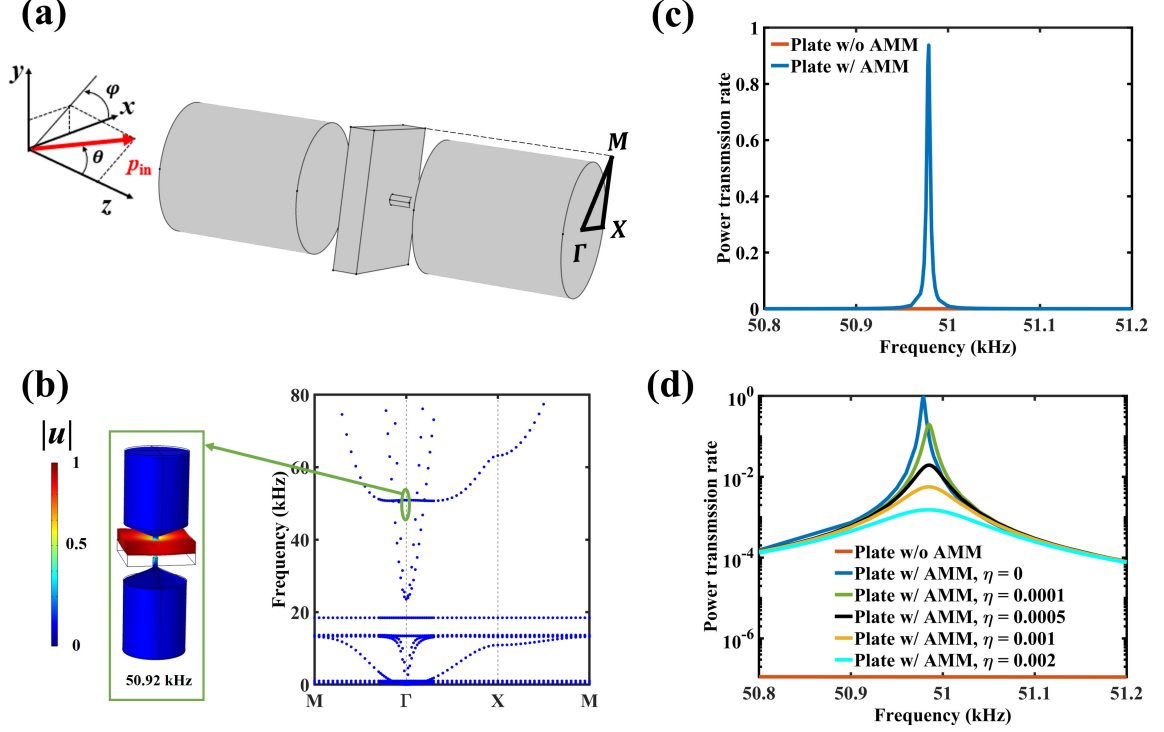 (a)
y
φ
x
θ
p_in
z
M
X
Γ
(b)
|u|
1
0.5
0
50.92 kHz
Frequency (kHz)
80
60
40
20
0
M Γ X M
(c)
Plate w/o AMM
Plate w/ AMM
Power transmssion rate
1
0.8
0.6
0.4
0.2
0
50.8 50.9 51 51.1 51.2
Frequency (kHz)
(d)
Power transmssion rate
10^0
10^-2
10^-4
10^-6
Plate w/o AMM
Plate w/ AMM, η = 0
Plate w/ AMM, η = 0.0001
Plate w/ AMM, η = 0.0005
Plate w/ AMM, η = 0.001
Plate w/ AMM, η = 0.002
50.8 50.9 51 51.1 51.2
Frequency (kHz)